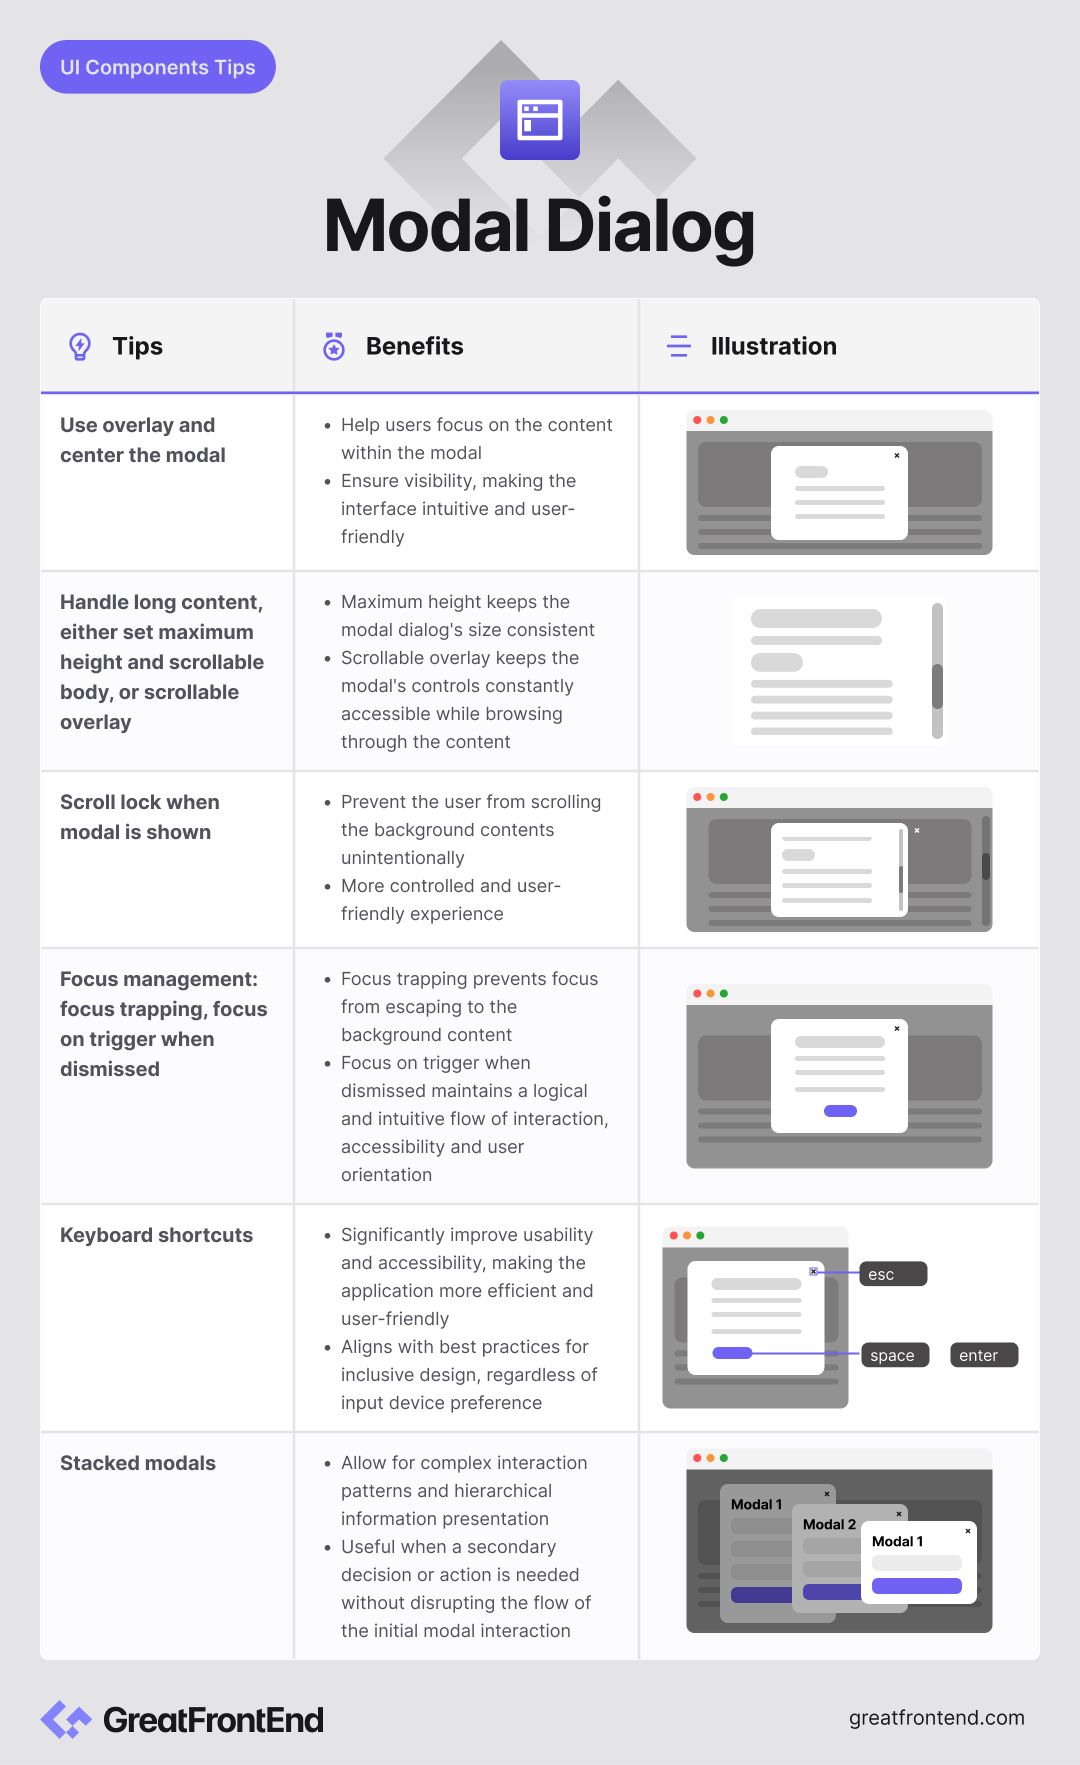 UI Components Tips
Modal Dialog
Tips
Benefits
Illustration
Use overlay and
center the modal
• Help users focus on the content
within the modal
• Ensure visibility, making the
interface intuitive and user-
friendly
Handle long content,
either set maximum
height and scrollable
body, or scrollable
overlay
• Maximum height keeps the
modal dialog's size consistent
• Scrollable overlay keeps the
modal's controls constantly
accessible while browsing
through the content
Scroll lock when
modal is shown
• Prevent the user from scrolling
the background contents
unintentionally
• More controlled and user-
friendly experience
Focus management:
focus trapping, focus
on trigger when
dismissed
• Focus trapping prevents focus
from escaping to the
background content
• Focus on trigger when
dismissed maintains a logical
and intuitive flow of interaction,
accessibility and user
orientation
Keyboard shortcuts
• Significantly improve usability
and accessibility, making the
application more efficient and
user-friendly
• Aligns with best practices for
inclusive design, regardless of
input device preference
esc
space
enter
Stacked modals
• Allow for complex interaction
patterns and hierarchical
information presentation
• Useful when a secondary
decision or action is needed
without disrupting the flow of
the initial modal interaction
Modal 1
Modal 2
Modal 1
GreatFrontEnd
greatfrontend.com